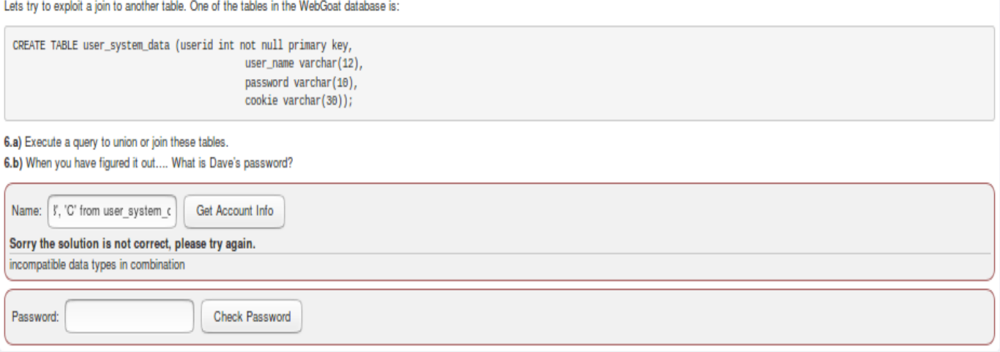 Lets try to exploit a join to another table. One of the tables in the WebGoat database is:
CREATE TABLE user_system_data (userid int not null primary key,
user_name varchar(12),
password varchar(10),
cookie varchar(30));
6.a) Execute a query to union or join these tables.
6.b) When you have figured it out.... What is Dave's password?
Name: ', 'C' from user_system_ Get Account Info
Sorry the solution is not correct, please try again.
incompatible data types in combination
Password: Check Password